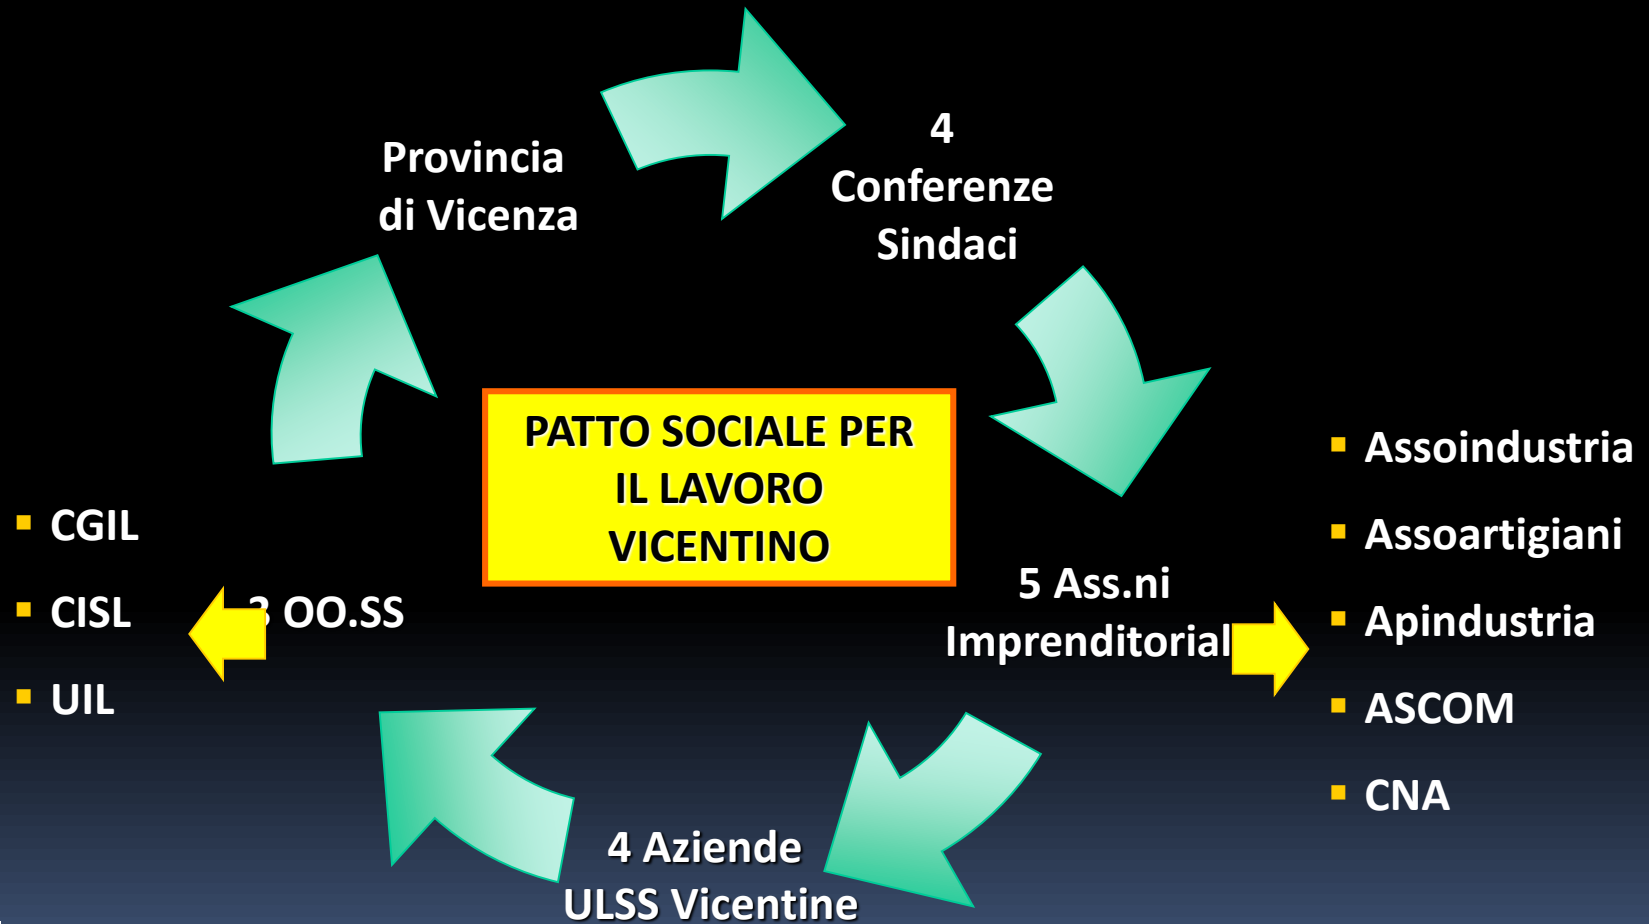 Provincia
di Vicenza
4
Conferenze
Sindaci
PATTO SOCIALE PER
IL LAVORO
VICENTINO
5 Ass.ni
Imprenditorial
▪ Assoindustria
▪ Assoartigiani
▪ Apindustria
▪ ASCOM
▪ CNA
4 Aziende
ULSS Vicentine
3 OO.SS
▪ CGIL
▪ CISL
▪ UIL